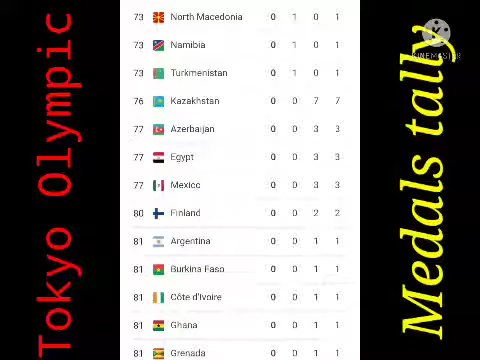 Tokyo Olympic
73 North Macedonia 0 1 0 1
73 Namibia 0 1 0 1
73 Turkmenistan 0 1 0 1
76 Kazakhstan 0 0 7 7
77 Azerbaijan 0 0 3 3
77 Egypt 0 0 3 3
77 Mexico 0 0 3 3
80 Finland 0 0 2 2
81 Argentina 0 0 1 1
81 Burkina Faso 0 0 1 1
81 Côte d'Ivoire 0 0 1 1
81 Ghana 0 0 1 1
81 Grenada 0 0 1 1
Medals tally
KINEMASTER